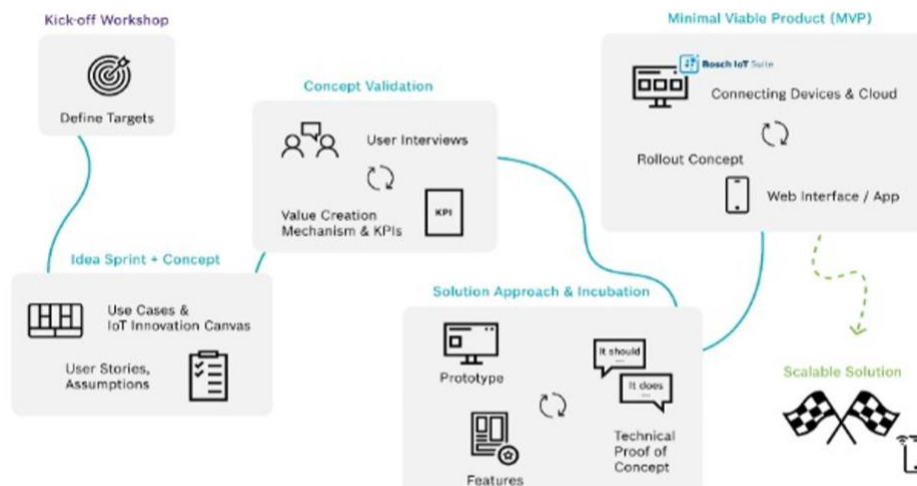 Kick-off Workshop
Define Targets
Idea Sprint + Concept
Use Cases &
IoT Innovation Canvas
User Stories,
Assumptions
Concept Validation
User Interviews
Value Creation
Mechanism & KPIs
KPI
Solution Approach & Incubation
Prototype
It should
...
It does
...
Features
Technical
Proof of
Concept
Minimal Viable Product (MVP)
Bosch IoT Suite
Connecting Devices & Cloud
Rollout Concept
Web Interface / App
Scalable Solution